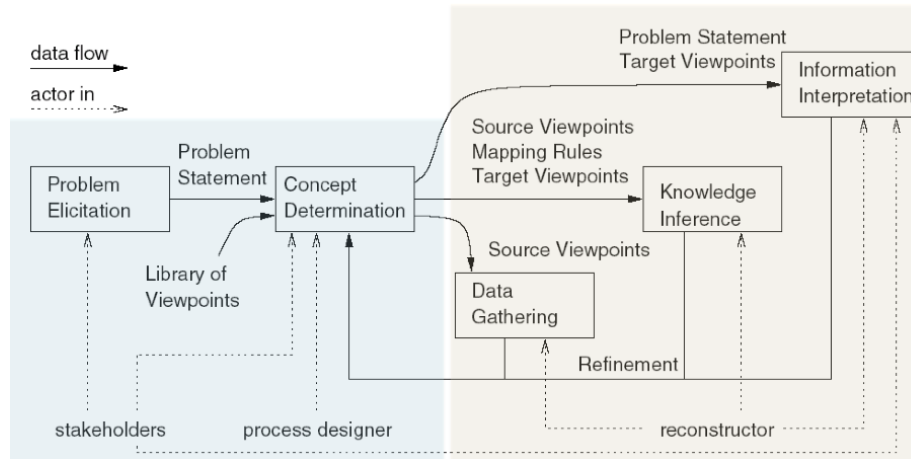 data flow
actor in
Problem Statement
Target Viewpoints
Information
Interpretation
Source Viewpoints
Mapping Rules
Target Viewpoints
Problem
Statement
Problem
Elicitation
Concept
Determination
Knowledge
Inference
Library of
Viewpoints
Source Viewpoints
Data
Gathering
Refinement
stakeholders
process designer
reconstructor